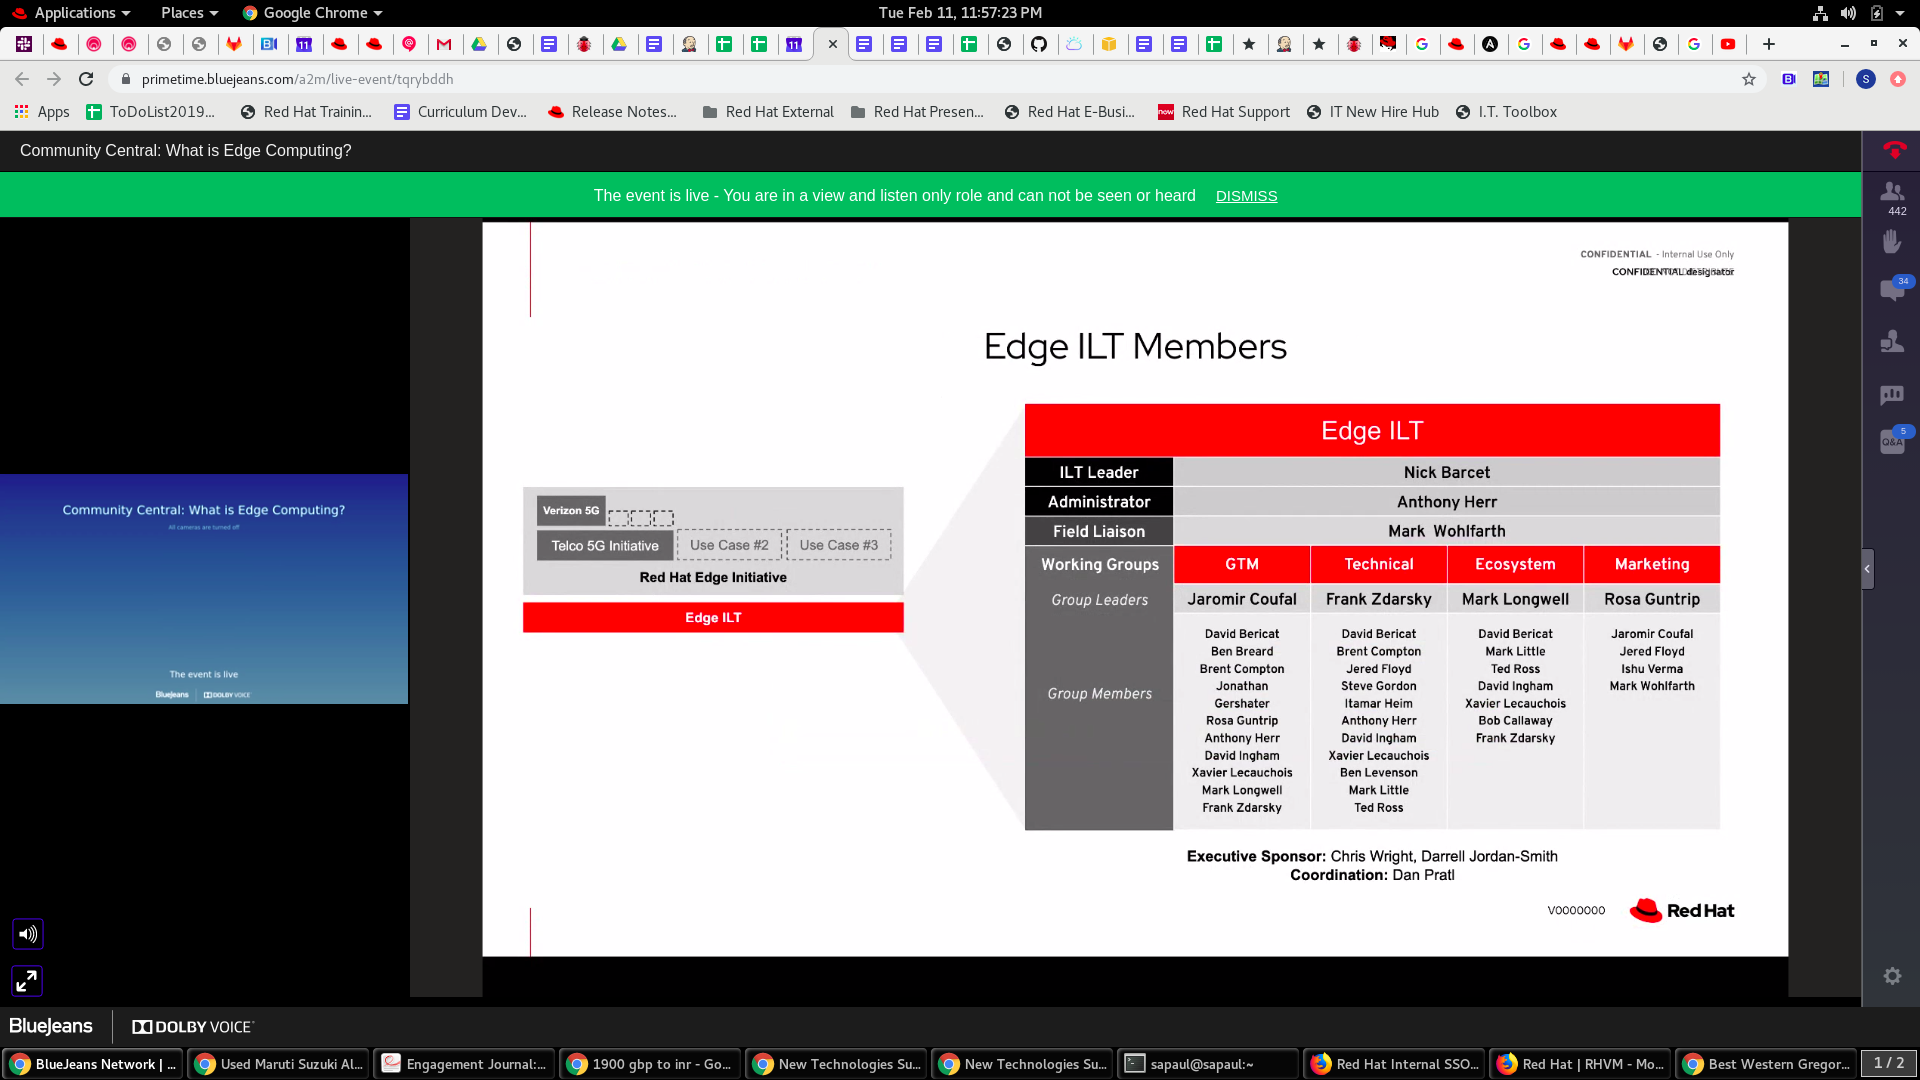 Applications
Places
Google Chrome
Tue Feb 11, 11:57:23 PM
primetime.bluejeans.com/a2m/live-event/tqrybddh
Apps
ToDoList2019...
Red Hat Trainin...
Curriculum Dev...
Release Notes...
Red Hat External
Red Hat Presen...
Red Hat E-Busi...
Red Hat Support
IT New Hire Hub
I.T. Toolbox
Community Central: What is Edge Computing?
The event is live - You are in a view and listen only role and can not be seen or heard DISMISS
442
34
5
Q&A
CONFIDENTIAL - Internal Use Only
CONFIDENTIAL designator
Edge ILT Members
Verizon 5G
Telco 5G Initiative
Use Case #2
Use Case #3
Red Hat Edge Initiative
Edge ILT
Edge ILT
ILT Leader Nick Barcet
Administrator Anthony Herr
Field Liaison Mark Wohlfarth
Working Groups GTM Technical Ecosystem Marketing
Group Leaders Jaromir Coufal Frank Zdarsky Mark Longwell Rosa Guntrip
Group Members
David Bericat
Ben Breard
Brent Compton
Jonathan
Gershater
Rosa Guntrip
Anthony Herr
David Ingham
Xavier Lecauchois
Mark Longwell
Frank Zdarsky
David Bericat
Brent Compton
Jered Floyd
Steve Gordon
Itamar Heim
Anthony Herr
David Ingham
Xavier Lecauchois
Ben Levenson
Mark Little
Ted Ross
David Bericat
Mark Little
Ted Ross
David Ingham
Xavier Lecauchois
Bob Callaway
Frank Zdarsky
Jaromir Coufal
Jered Floyd
Ishu Verma
Mark Wohlfarth
Executive Sponsor: Chris Wright, Darrell Jordan-Smith
Coordination: Dan Pratl
V0000000
Red Hat
Community Central: What is Edge Computing?
All cameras are turned off
The event is live
BlueJeans
DOLBY VOICE
BlueJeans
DOLBY VOICE
BlueJeans Network | ...
Used Maruti Suzuki Al...
Engagement Journal:...
1900 gbp to inr - Go...
New Technologies Su...
New Technologies Su...
sapaul@sapaul:~
Red Hat Internal SSO...
Red Hat | RHVM - Mo...
Best Western Gregor...
1 / 2